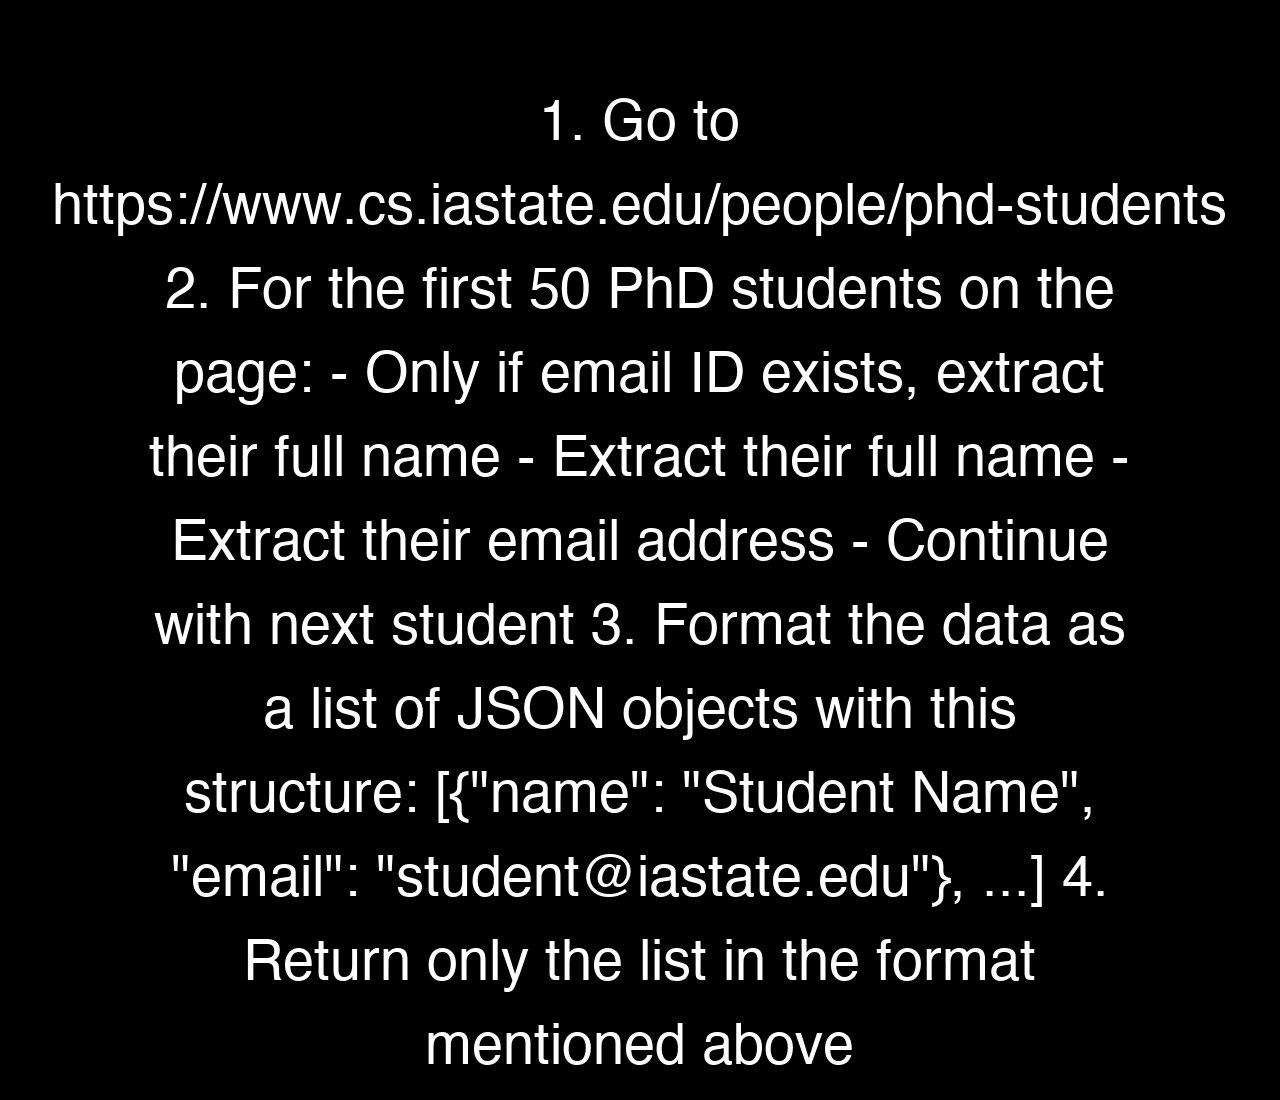 1. Go to
https://www.cs.iastate.edu/people/phd-students
2. For the first 50 PhD students on the
page: - Only if email ID exists, extract
their full name - Extract their full name -
Extract their email address - Continue
with next student 3. Format the data as
a list of JSON objects with this
structure: [{"name": "Student Name",
"email": "student@iastate.edu"}, ...] 4.
Return only the list in the format
mentioned above